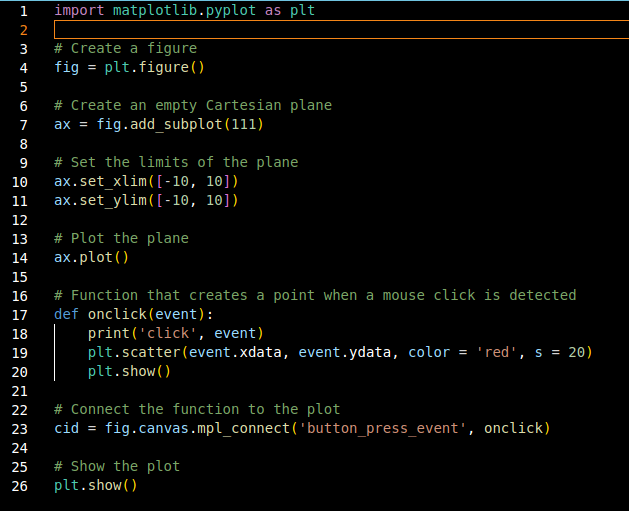 1 import matplotlib.pyplot as plt
2
3 # Create a figure
4 fig = plt.figure()
5
6 # Create an empty Cartesian plane
7 ax = fig.add_subplot(111)
8
9 # Set the limits of the plane
10 ax.set_xlim([-10, 10])
11 ax.set_ylim([-10, 10])
12
13 # Plot the plane
14 ax.plot()
15
16 # Function that creates a point when a mouse click is detected
17 def onclick(event):
18     print('click', event)
19     plt.scatter(event.xdata, event.ydata, color = 'red', s = 20)
20     plt.show()
21
22 # Connect the function to the plot
23 cid = fig.canvas.mpl_connect('button_press_event', onclick)
24
25 # Show the plot
26 plt.show()